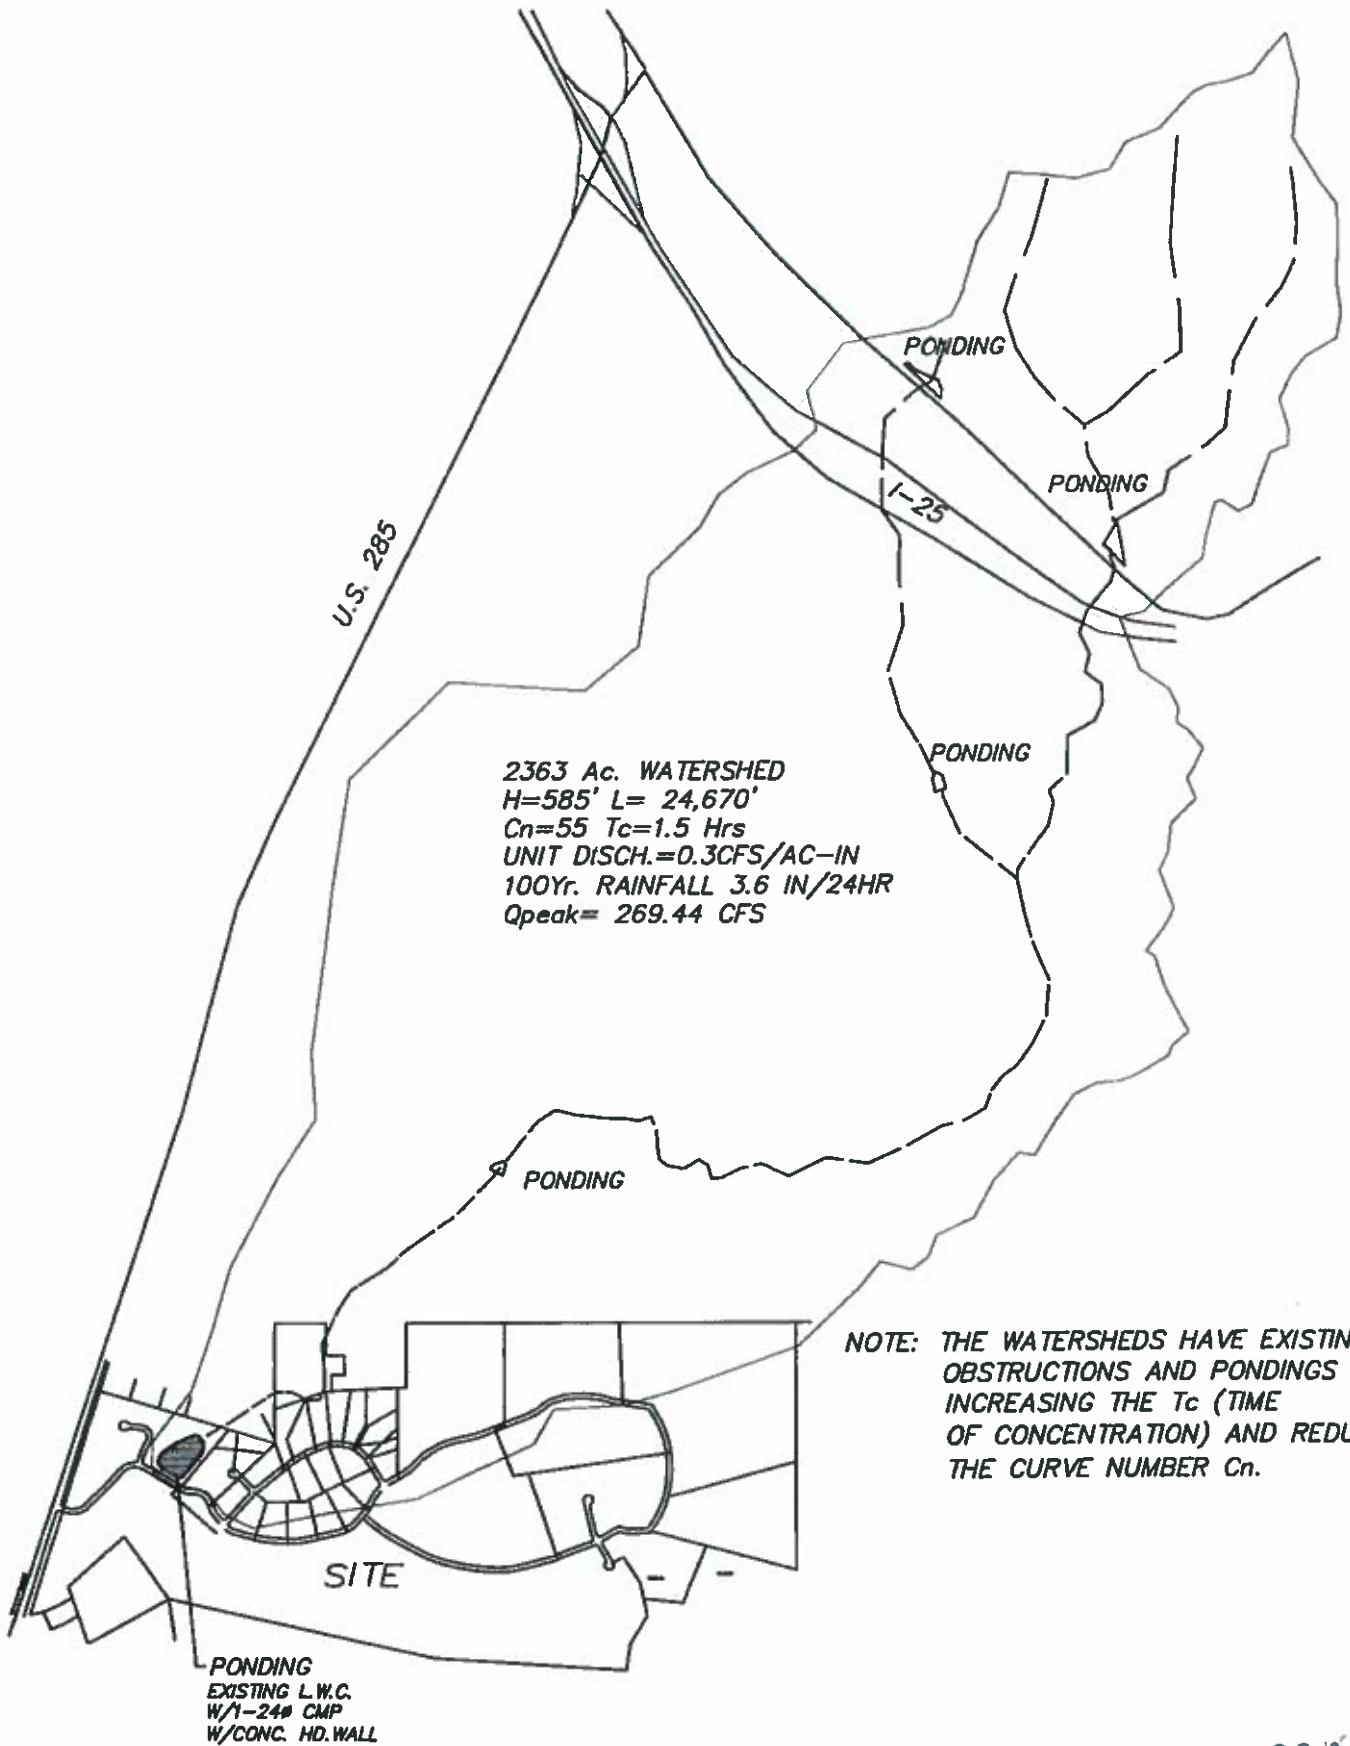 PONDING
PONDING
I-25
U.S. 285
PONDING
2363 Ac. WATERSHED
H=585' L= 24,670'
Cn=55 Tc=1.5 Hrs
UNIT DISCH.=0.3CFS/AC-IN
100Yr. RAINFALL 3.6 IN/24HR
Qpeak= 269.44 CFS
PONDING
NOTE: THE WATERSHEDS HAVE EXISTIN
OBSTRUCTIONS AND PONDINGS
INCREASING THE Tc (TIME
OF CONCENTRATION) AND REDU
THE CURVE NUMBER Cn.
SITE
PONDING
EXISTING L.W.C.
W/1-24ø CMP
W/CONC. HD.WALL